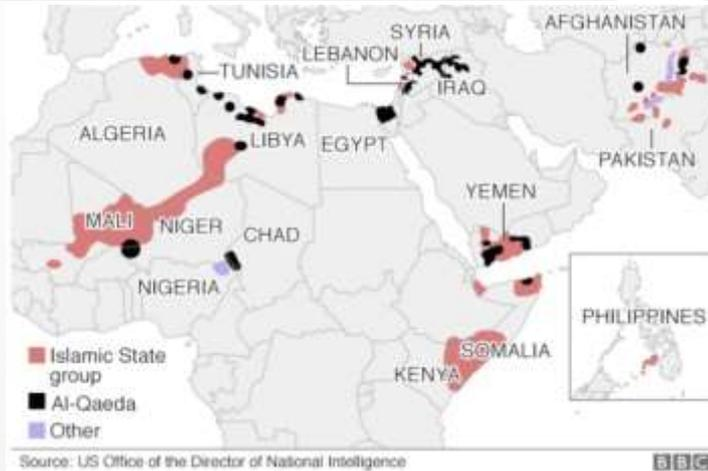 AFGHANISTAN
SYRIA
LEBANON
TUNISIA
IRAQ
ALGERIA
LIBYA
EGYPT
PAKISTAN
YEMEN
MALI
NIGER
CHAD
NIGERIA
PHILIPPINES
SOMALIA
KENYA
Islamic State
group
Al-Qaeda
Other
Source: US Office of the Director of National Intelligence
BBC